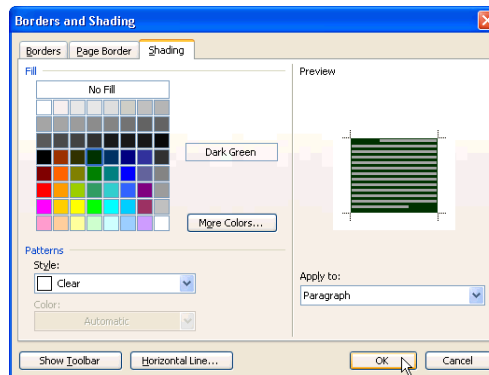 Borders and Shading
Borders
Page Border
Shading
Fill
Preview
No Fill
Dark Green
More Colors...
Patterns
Style:
Clear
Color:
Automatic
Apply to:
Paragraph
Show Toolbar
Horizontal Line...
OK
Cancel